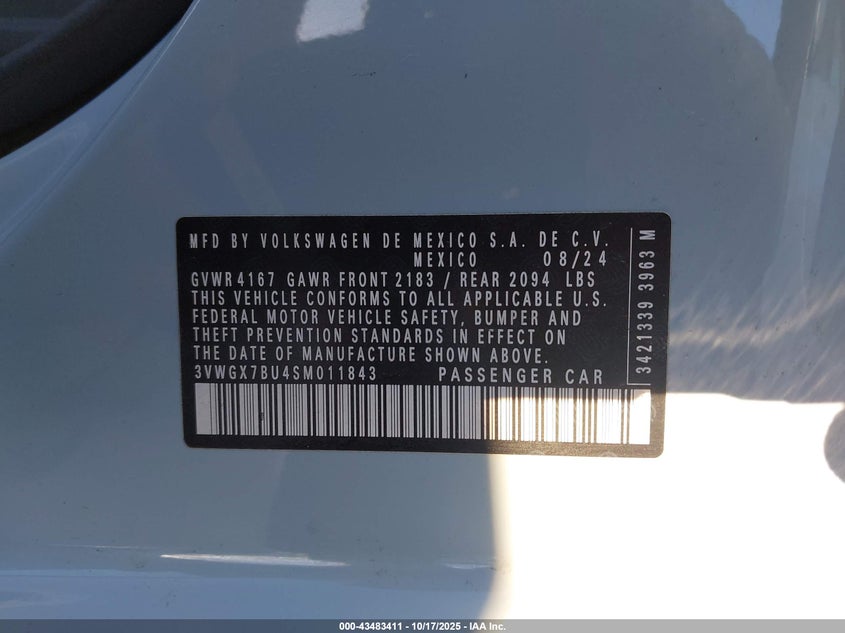 MFD BY VOLKSWAGEN DE MEXICO S.A. DE C.V.
MEXICO 08/24
GVWR 4167 GAWR FRONT 2183 / REAR 2094 LBS
THIS VEHICLE CONFORMS TO ALL APPLICABLE U.S.
FEDERAL MOTOR VEHICLE SAFETY, BUMPER AND
THEFT PREVENTION STANDARDS IN EFFECT ON
THE DATE OF MANUFACTURE SHOWN ABOVE.
3VWGX7BU4SM011843 PASSENGER CAR
3421339 3963 M
000-43483411 - 10/17/2025 - IAA Inc.